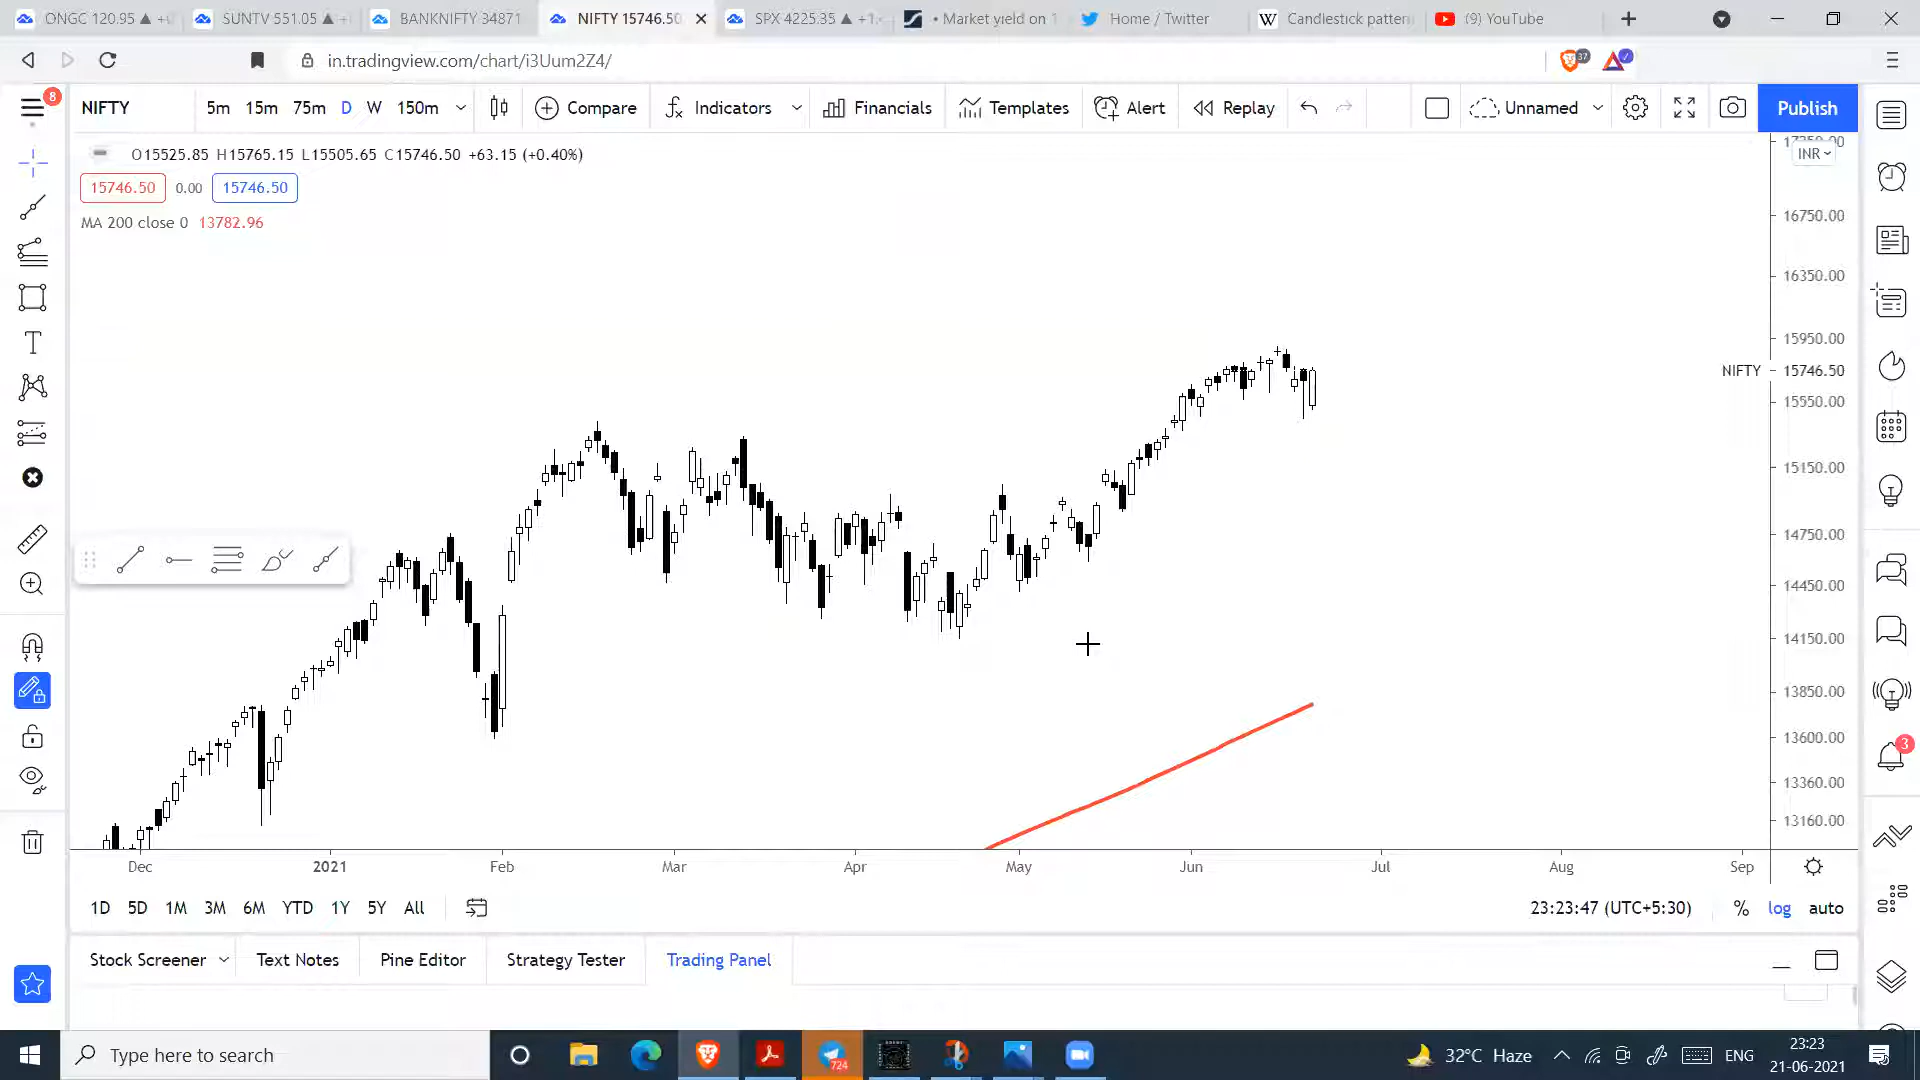 ONGC 120.95 ▲
SUNTV 551.05 ▲
BANKNIFTY 34871
NIFTY 15746.50
SPX 4225.35 ▲ +1.
• Market yield on 1
Home / Twitter
Candlestick pattern
(9) YouTube
in.tradingview.com/chart/i3Uum2Z4/
37
8
NIFTY
5m 15m 75m D W 150m
Compare
Indicators
Financials
Templates
Alert
Replay
Unnamed
Publish
O15525.85 H15765.15 L15505.65 C15746.50 +63.15 (+0.40%)
15746.50 0.00 15746.50
MA 200 close 0 13782.96
INR
16750.00
16350.00
15950.00
NIFTY 15746.50
15550.00
15150.00
14750.00
14450.00
14150.00
13850.00
13600.00
13360.00
13160.00
3
Dec 2021 Feb Mar Apr May Jun Jul Aug Sep
1D 5D 1M 3M 6M YTD 1Y 5Y All
23:23:47 (UTC+5:30) % log auto
Stock Screener
Text Notes
Pine Editor
Strategy Tester
Trading Panel
Type here to search
724
32°C Haze
ENG
23:23
21-06-2021